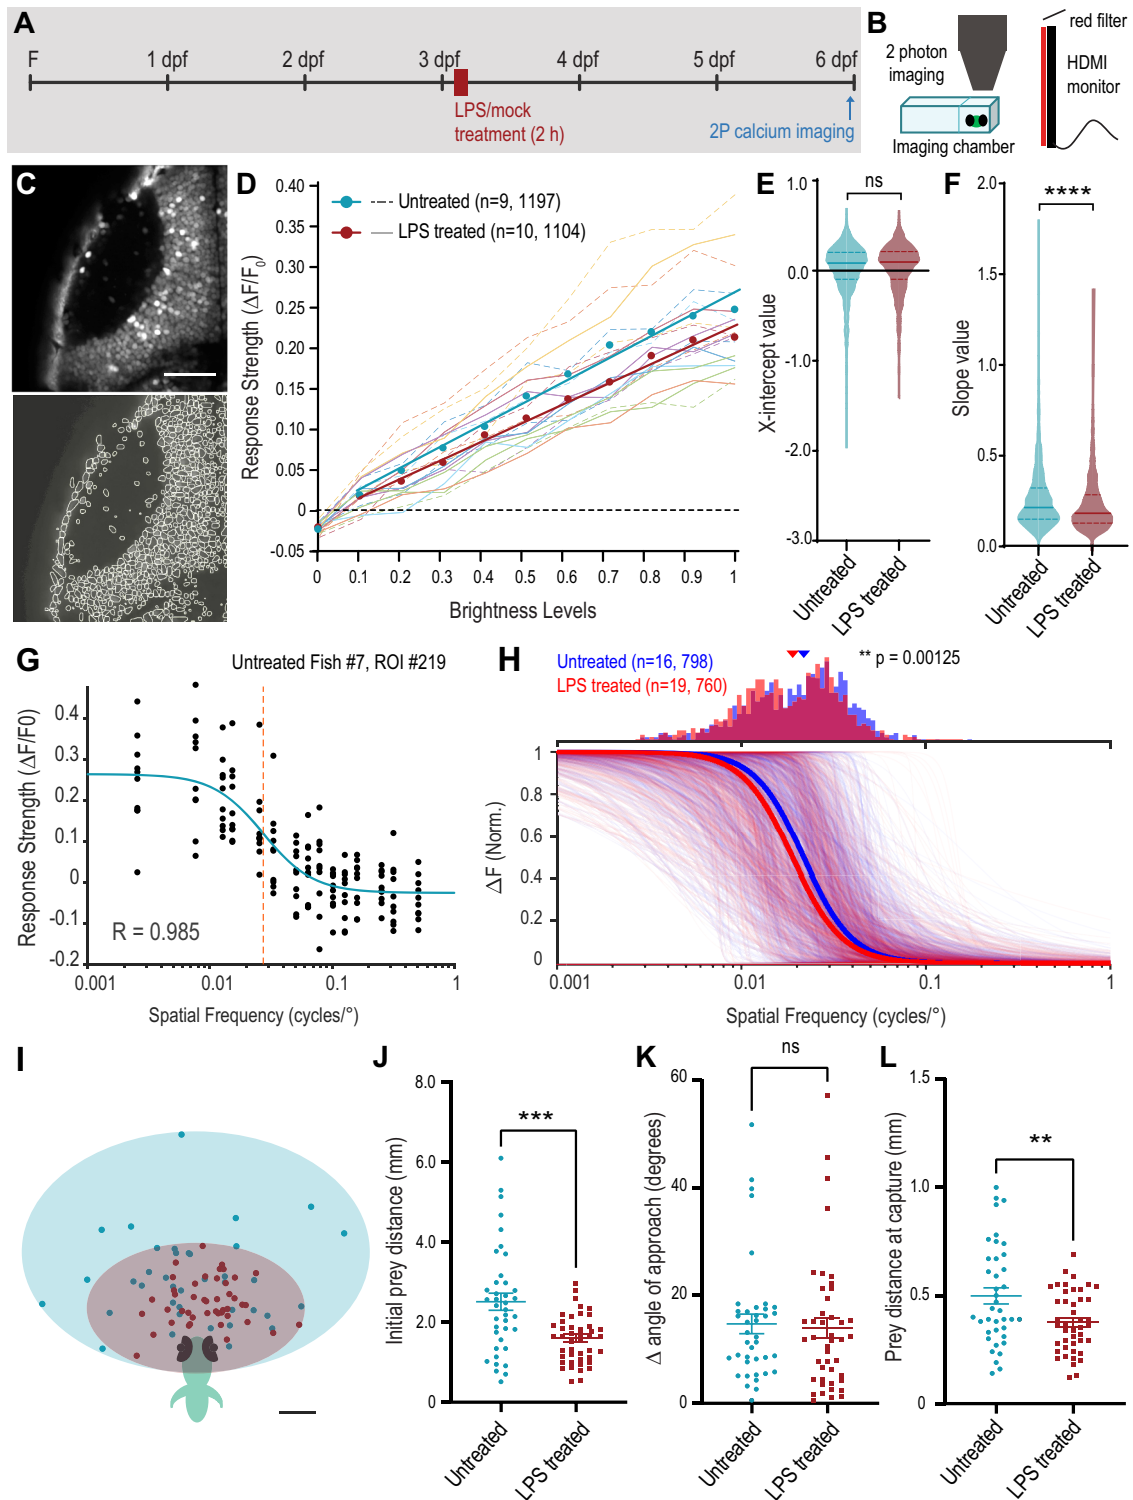 A
F
1 dpf
2 dpf
3 dpf
4 dpf
5 dpf
6 dpf
LPS/mock
treatment (2 h)
2P calcium imaging
B
red filter
2 photon
imaging
HDMI
monitor
Imaging chamber
C
D
0.40
0.35
0.30
0.25
0.20
0.15
0.10
0.05
0
-0.05
Response Strength (ΔF/F0)
Untreated (n=9, 1197)
LPS treated (n=10, 1104)
0 0.1 0.2 0.3 0.4 0.5 0.6 0.7 0.8 0.9 1
Brightness Levels
E
1.0
0.0
-1.0
-2.0
-3.0
X-intercept value
ns
Untreated
LPS treated
F
2.0
1.5
1.0
0.5
0.0
Slope value
****
Untreated
LPS treated
G
Untreated Fish #7, ROI #219
0.4
0.3
0.2
0.1
0
-0.1
-0.2
Response Strength (ΔF/F0)
R = 0.985
0.001 0.01 0.1 1
Spatial Frequency (cycles/°)
H
Untreated (n=16, 798)
LPS treated (n=19, 760)
** p = 0.00125
1
0.8
0.6
0.4
0.2
0
ΔF (Norm.)
0.001 0.01 0.1 1
Spatial Frequency (cycles/°)
I
J
8.0
6.0
4.0
2.0
0
Initial prey distance (mm)
***
Untreated
LPS treated
K
60
40
20
0
Δ angle of approach (degrees)
ns
Untreated
LPS treated
L
1.5
1.0
0.5
0
Prey distance at capture (mm)
**
Untreated
LPS treated